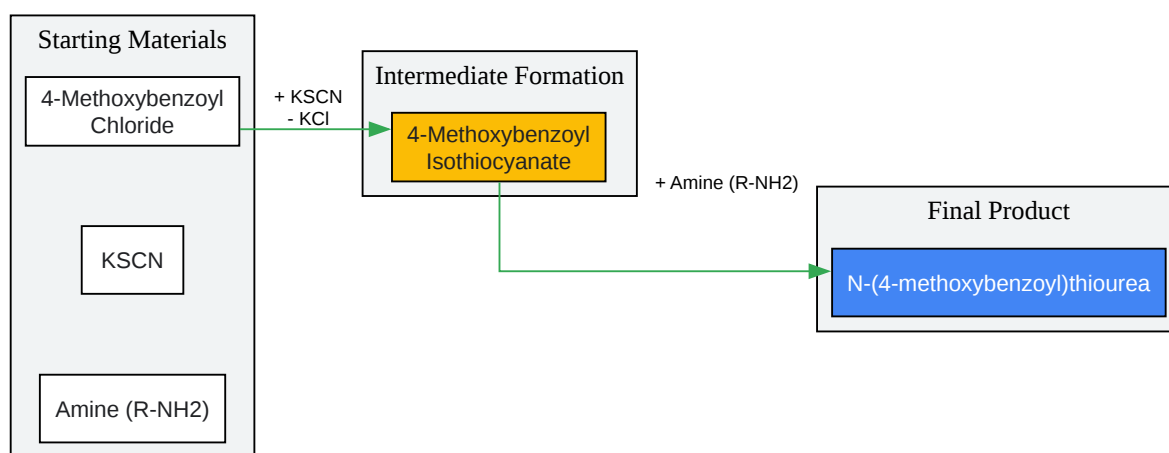 Starting Materials
4-Methoxybenzoyl
Chloride
KSCN
Amine (R-NH2)
+ KSCN
- KCl
Intermediate Formation
4-Methoxybenzoyl
Isothiocyanate
+ Amine (R-NH2)
Final Product
N-(4-methoxybenzoyl)thiourea